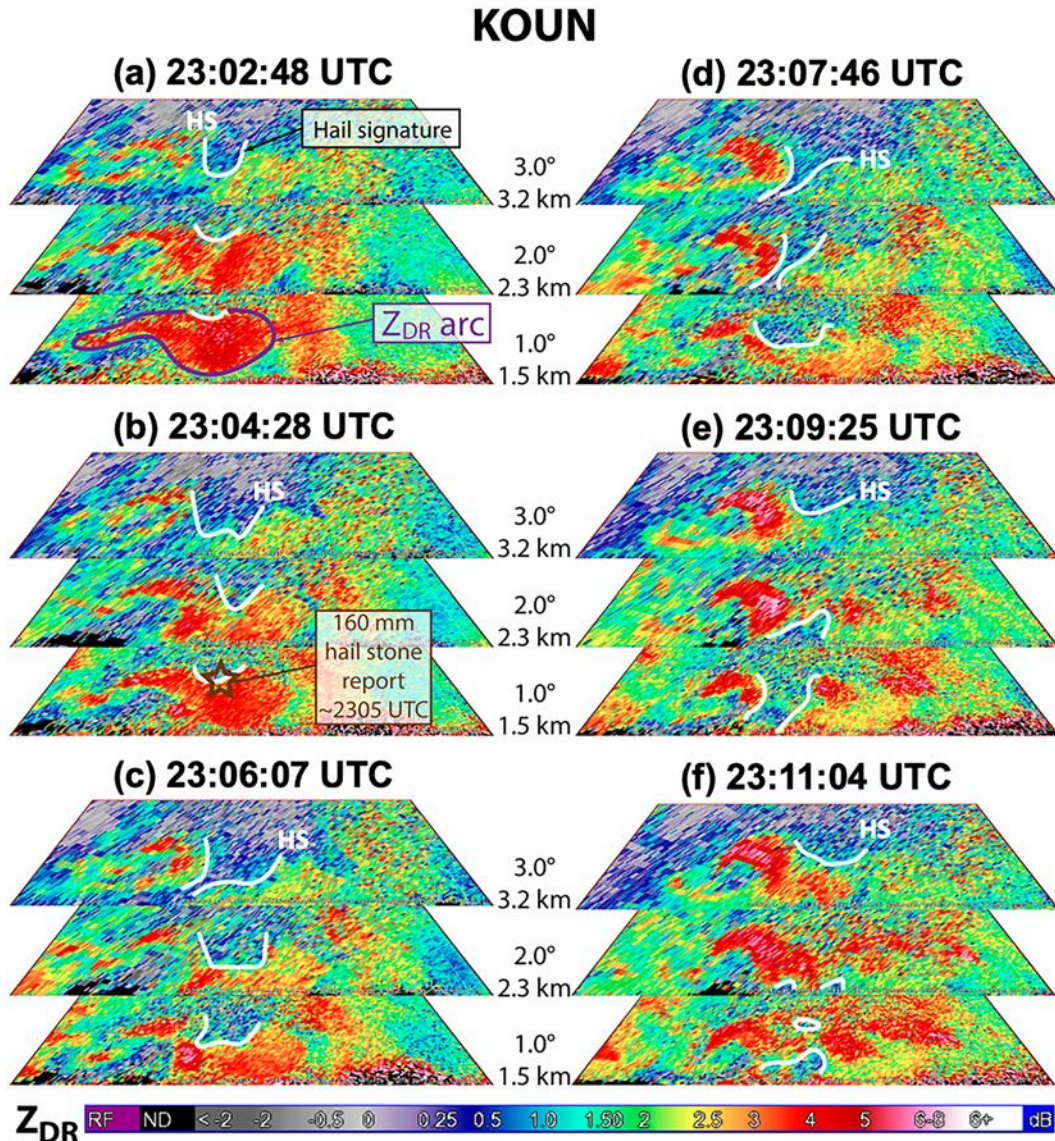 KOUN
(a) 23:02:48 UTC
HS
Hail signature
3.0°
3.2 km
2.0°
2.3 km
ZDR arc
1.0°
1.5 km
(d) 23:07:46 UTC
HS
(b) 23:04:28 UTC
HS
3.0°
3.2 km
2.0°
2.3 km
160 mm
hail stone
report
~2305 UTC
1.0°
1.5 km
(e) 23:09:25 UTC
HS
(c) 23:06:07 UTC
HS
3.0°
3.2 km
2.0°
2.3 km
1.0°
1.5 km
(f) 23:11:04 UTC
HS
ZDR RF ND < -2 -2 -0.5 0 0.25 0.5 1.0 1.50 2 2.5 3 4 5 6-8 6+ dB